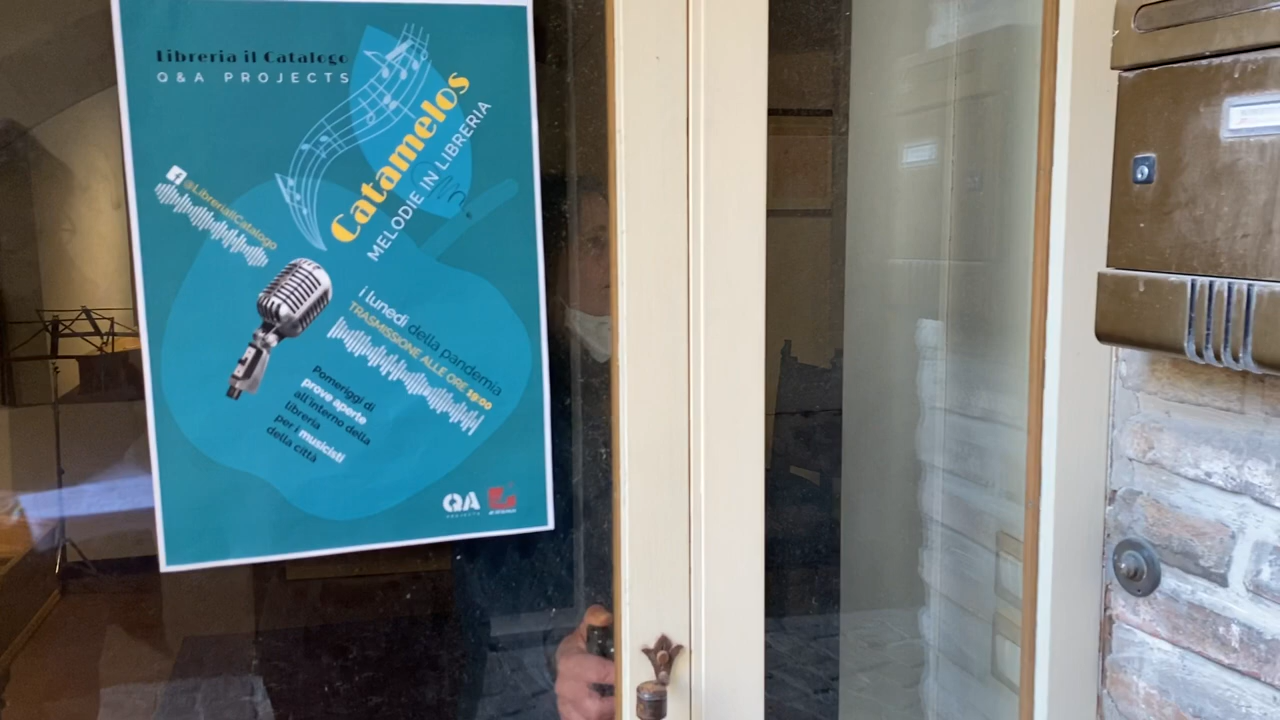 Libreria il Catalogo
Q&A PROJECTS
Catamelos
MELODIE IN LIBRERIA
@LibreriaIlCatalogo
i lunedì della pandemia
TRASMISSIONE ALLE ORE 19:00
Pomeriggi di
prove aperte
all'interno della
libreria
per i musicisti
della città
QA
PROJECTS